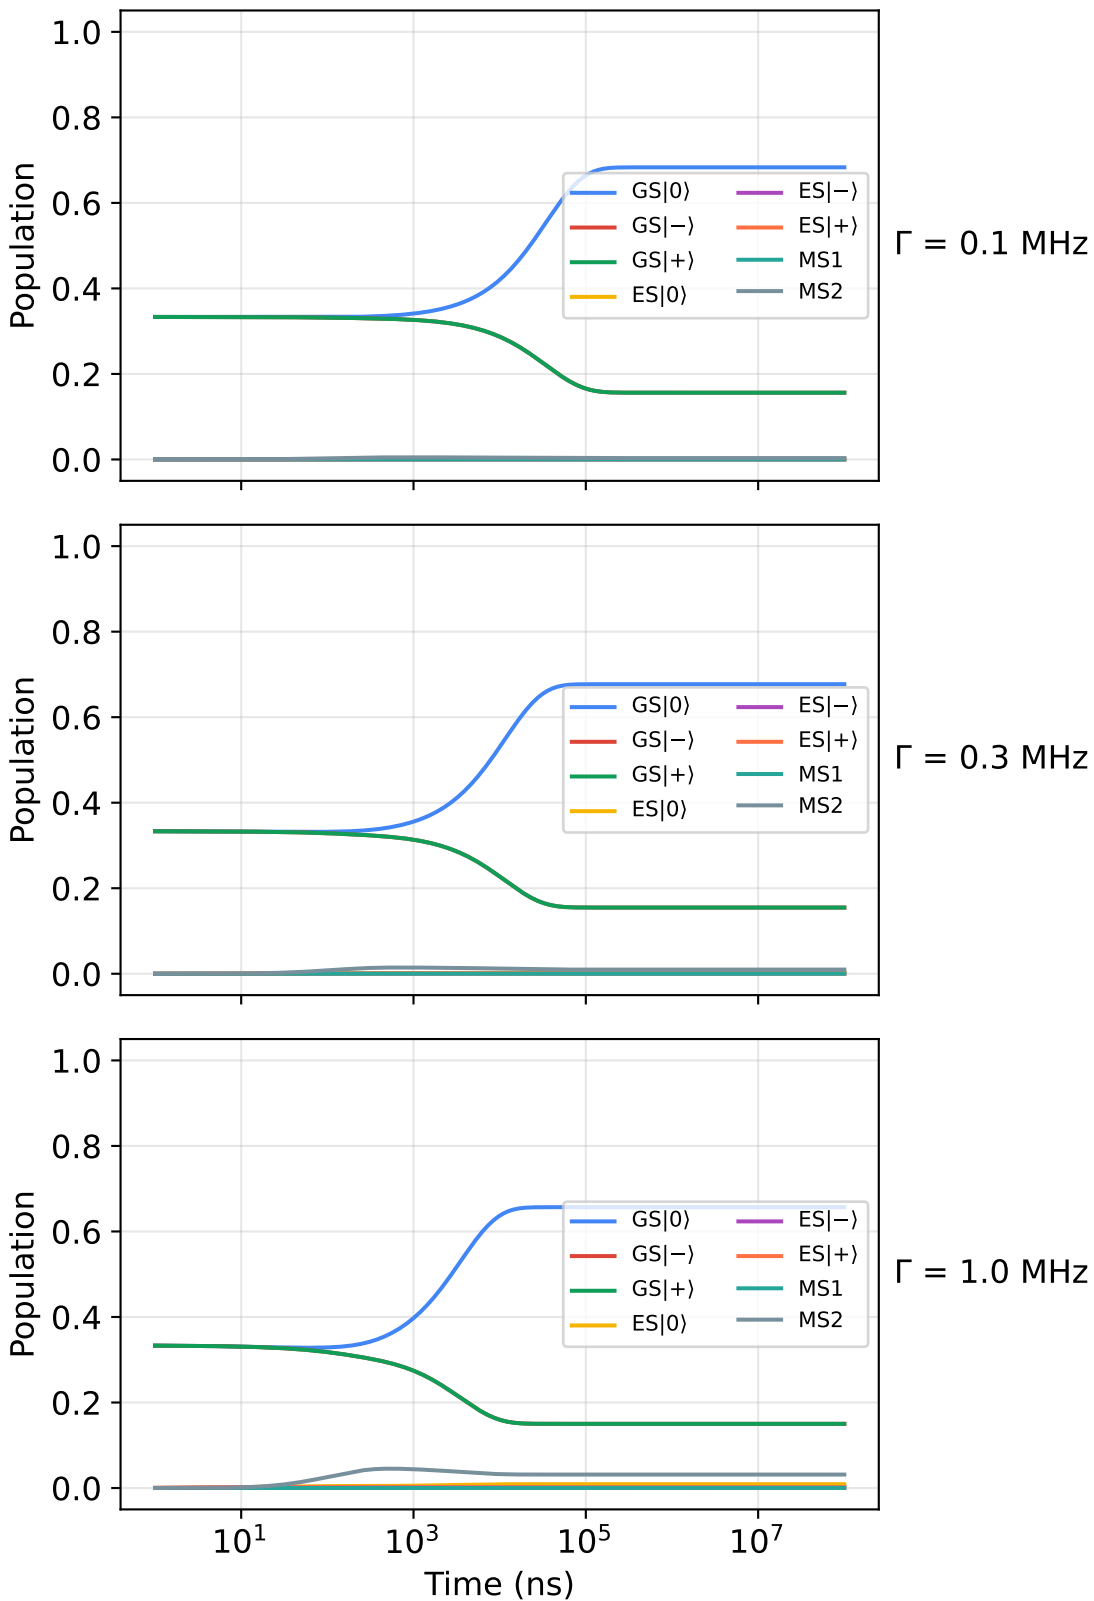 1.0
0.8
0.6
0.4
0.2
0.0
Population
GS|0⟩
GS|−⟩
GS|+⟩
ES|0⟩
ES|−⟩
ES|+⟩
MS1
MS2
Γ = 0.1 MHz
1.0
0.8
0.6
0.4
0.2
0.0
Population
GS|0⟩
GS|−⟩
GS|+⟩
ES|0⟩
ES|−⟩
ES|+⟩
MS1
MS2
Γ = 0.3 MHz
1.0
0.8
0.6
0.4
0.2
0.0
Population
GS|0⟩
GS|−⟩
GS|+⟩
ES|0⟩
ES|−⟩
ES|+⟩
MS1
MS2
Γ = 1.0 MHz
10¹ 10³ 10⁵ 10⁷
Time (ns)